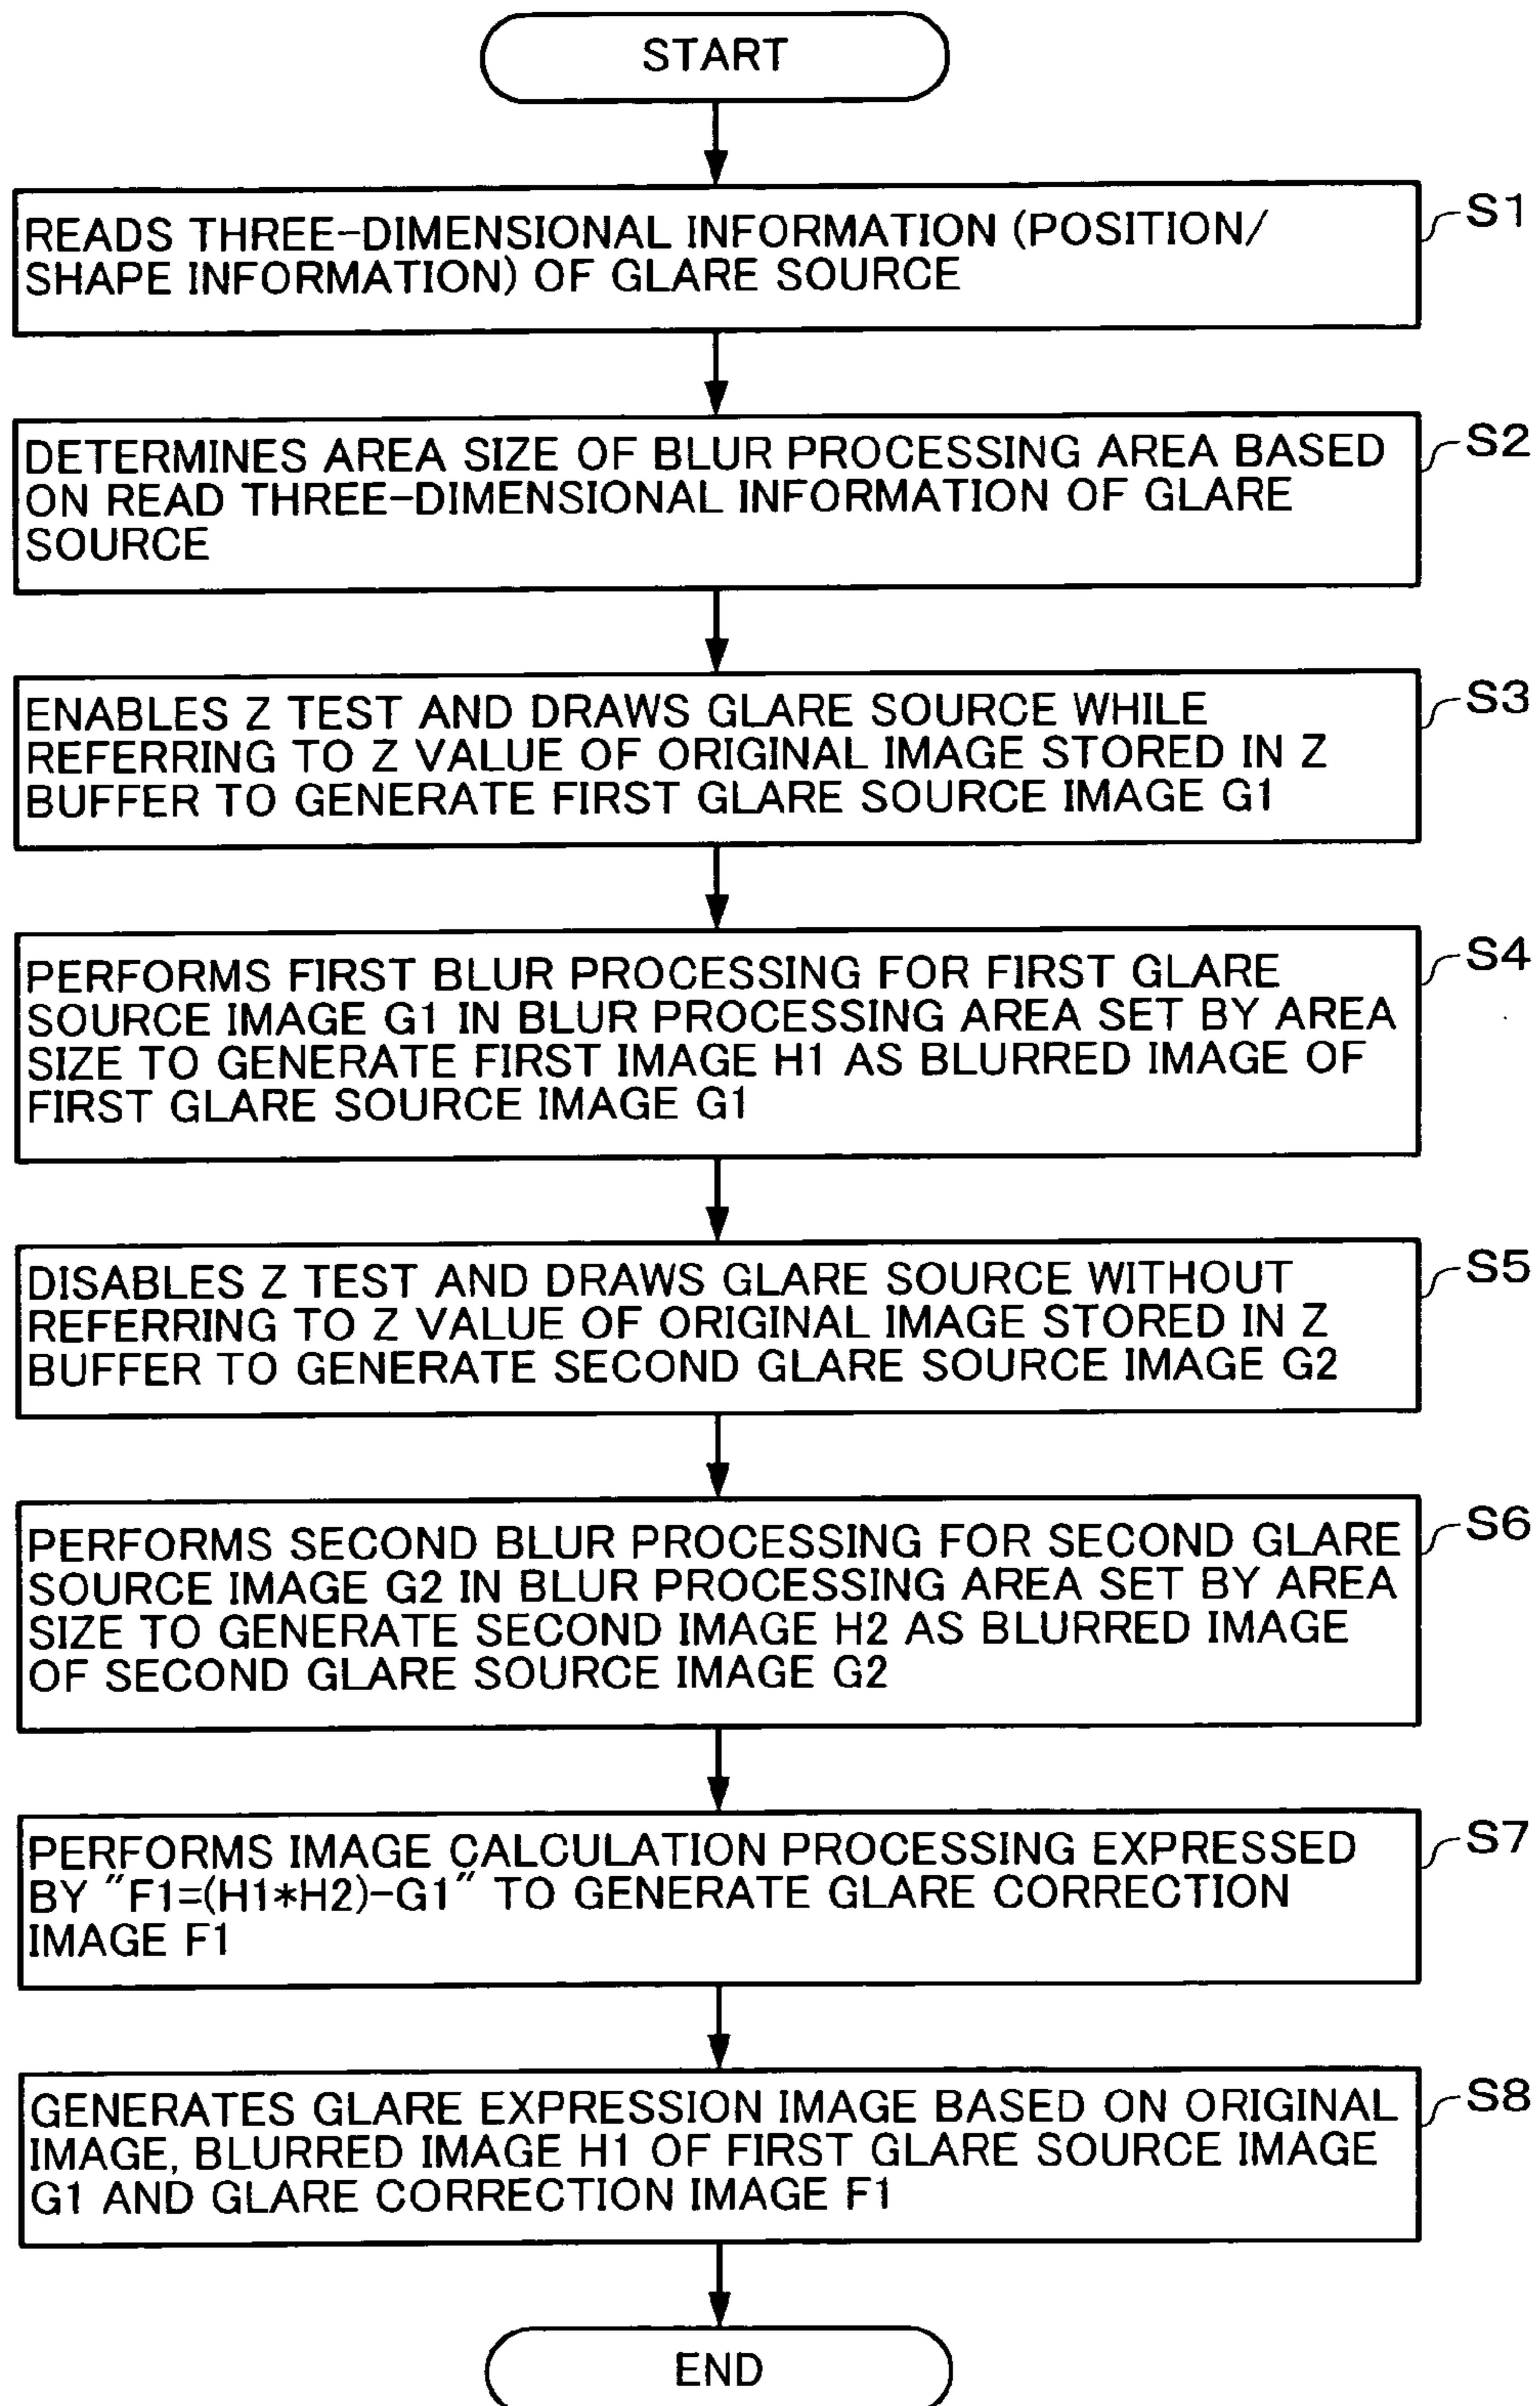 START
READS THREE-DIMENSIONAL INFORMATION (POSITION/
SHAPE INFORMATION) OF GLARE SOURCE
S1
DETERMINES AREA SIZE OF BLUR PROCESSING AREA BASED
ON READ THREE-DIMENSIONAL INFORMATION OF GLARE
SOURCE
S2
ENABLES Z TEST AND DRAWS GLARE SOURCE WHILE
REFERRING TO Z VALUE OF ORIGINAL IMAGE STORED IN Z
BUFFER TO GENERATE FIRST GLARE SOURCE IMAGE G1
S3
PERFORMS FIRST BLUR PROCESSING FOR FIRST GLARE
SOURCE IMAGE G1 IN BLUR PROCESSING AREA SET BY AREA
SIZE TO GENERATE FIRST IMAGE H1 AS BLURRED IMAGE OF
FIRST GLARE SOURCE IMAGE G1
S4
DISABLES Z TEST AND DRAWS GLARE SOURCE WITHOUT
REFERRING TO Z VALUE OF ORIGINAL IMAGE STORED IN Z
BUFFER TO GENERATE SECOND GLARE SOURCE IMAGE G2
S5
PERFORMS SECOND BLUR PROCESSING FOR SECOND GLARE
SOURCE IMAGE G2 IN BLUR PROCESSING AREA SET BY AREA
SIZE TO GENERATE SECOND IMAGE H2 AS BLURRED IMAGE
OF SECOND GLARE SOURCE IMAGE G2
S6
PERFORMS IMAGE CALCULATION PROCESSING EXPRESSED
BY "F1=(H1*H2)-G1" TO GENERATE GLARE CORRECTION
IMAGE F1
S7
GENERATES GLARE EXPRESSION IMAGE BASED ON ORIGINAL
IMAGE, BLURRED IMAGE H1 OF FIRST GLARE SOURCE IMAGE
G1 AND GLARE CORRECTION IMAGE F1
S8
END